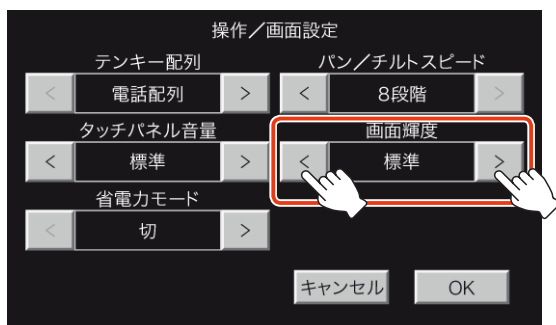 操作／画面設定
テンキー配列 パン／チルトスピード
< 電話配列 > < 8段階 >
タッチパネル音量 画面輝度
< 標準 > < 標準 >
省電力モード
< 切 >
キャンセル OK